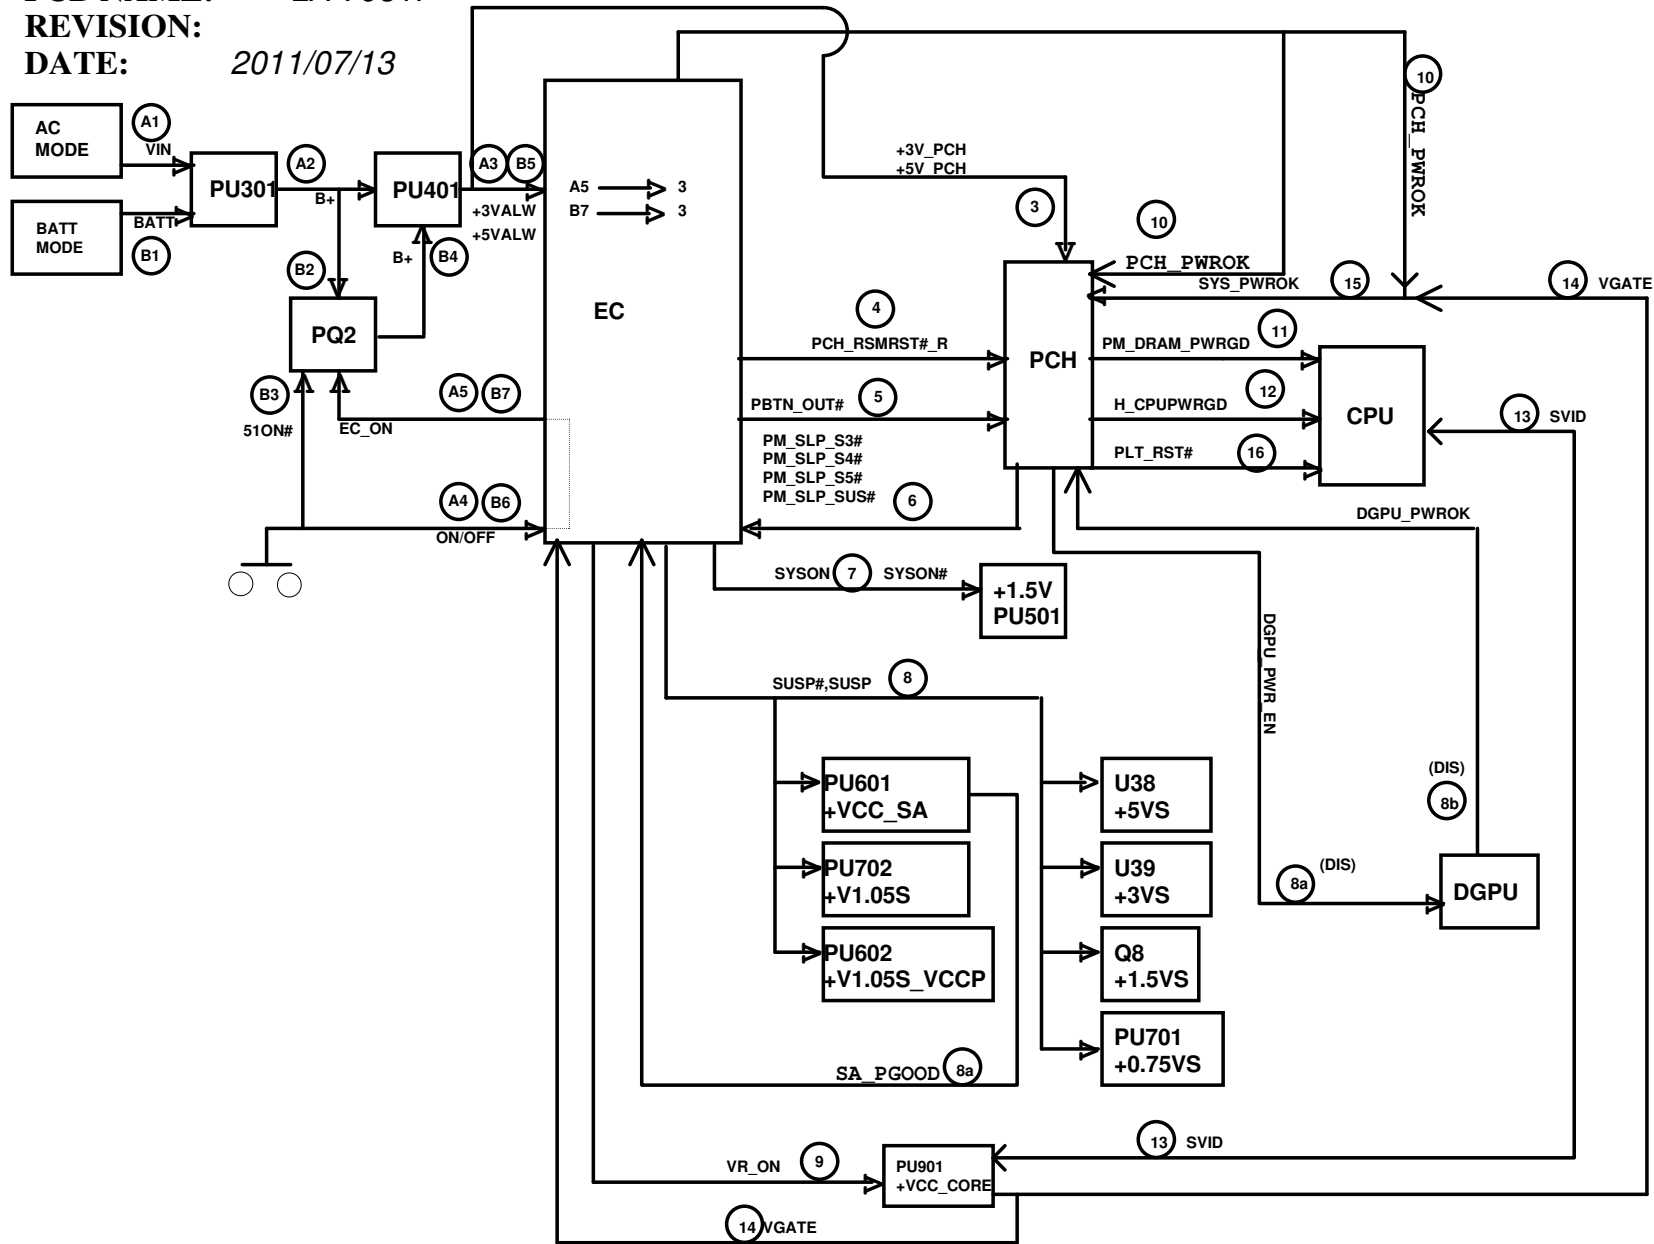 REVISION:
DATE: 2011/07/13
AC
MODE
A1
VIN
BATT
MODE
BATT
B1
PU301
A2
B+
PU401
A3 B5
+3VALW
+5VALW
B2
B+
B4
PQ2
B3
51ON#
A5 B7
EC_ON
A4 B6
ON/OFF
A5 3
B7 3
EC
+3V_PCH
+5V_PCH
3
10
PCH_PWROK
10
PCH_PWROK
SYS_PWROK
15
14 VGATE
4
PCH_RSMRST#_R
PCH
PM_DRAM_PWRGD
11
PBTN_OUT# 5
H_CPUPWRGD
12
CPU
13 SVID
PM_SLP_S3#
PM_SLP_S4#
PM_SLP_S5#
PM_SLP_SUS#
6
PLT_RST# 16
DGPU_PWROK
SYSON 7 SYSON#
+1.5V
PU501
DGPU_PWR_EN
SUSP#,SUSP 8
PU601
+VCC_SA
PU702
+V1.05S
PU602
+V1.05S_VCCP
U38
+5VS
U39
+3VS
Q8
+1.5VS
PU701
+0.75VS
(DIS)
8b
(DIS)
8a
DGPU
SA_PGOOD 8a
13 SVID
VR_ON 9
PU901
+VCC_CORE
14 VGATE